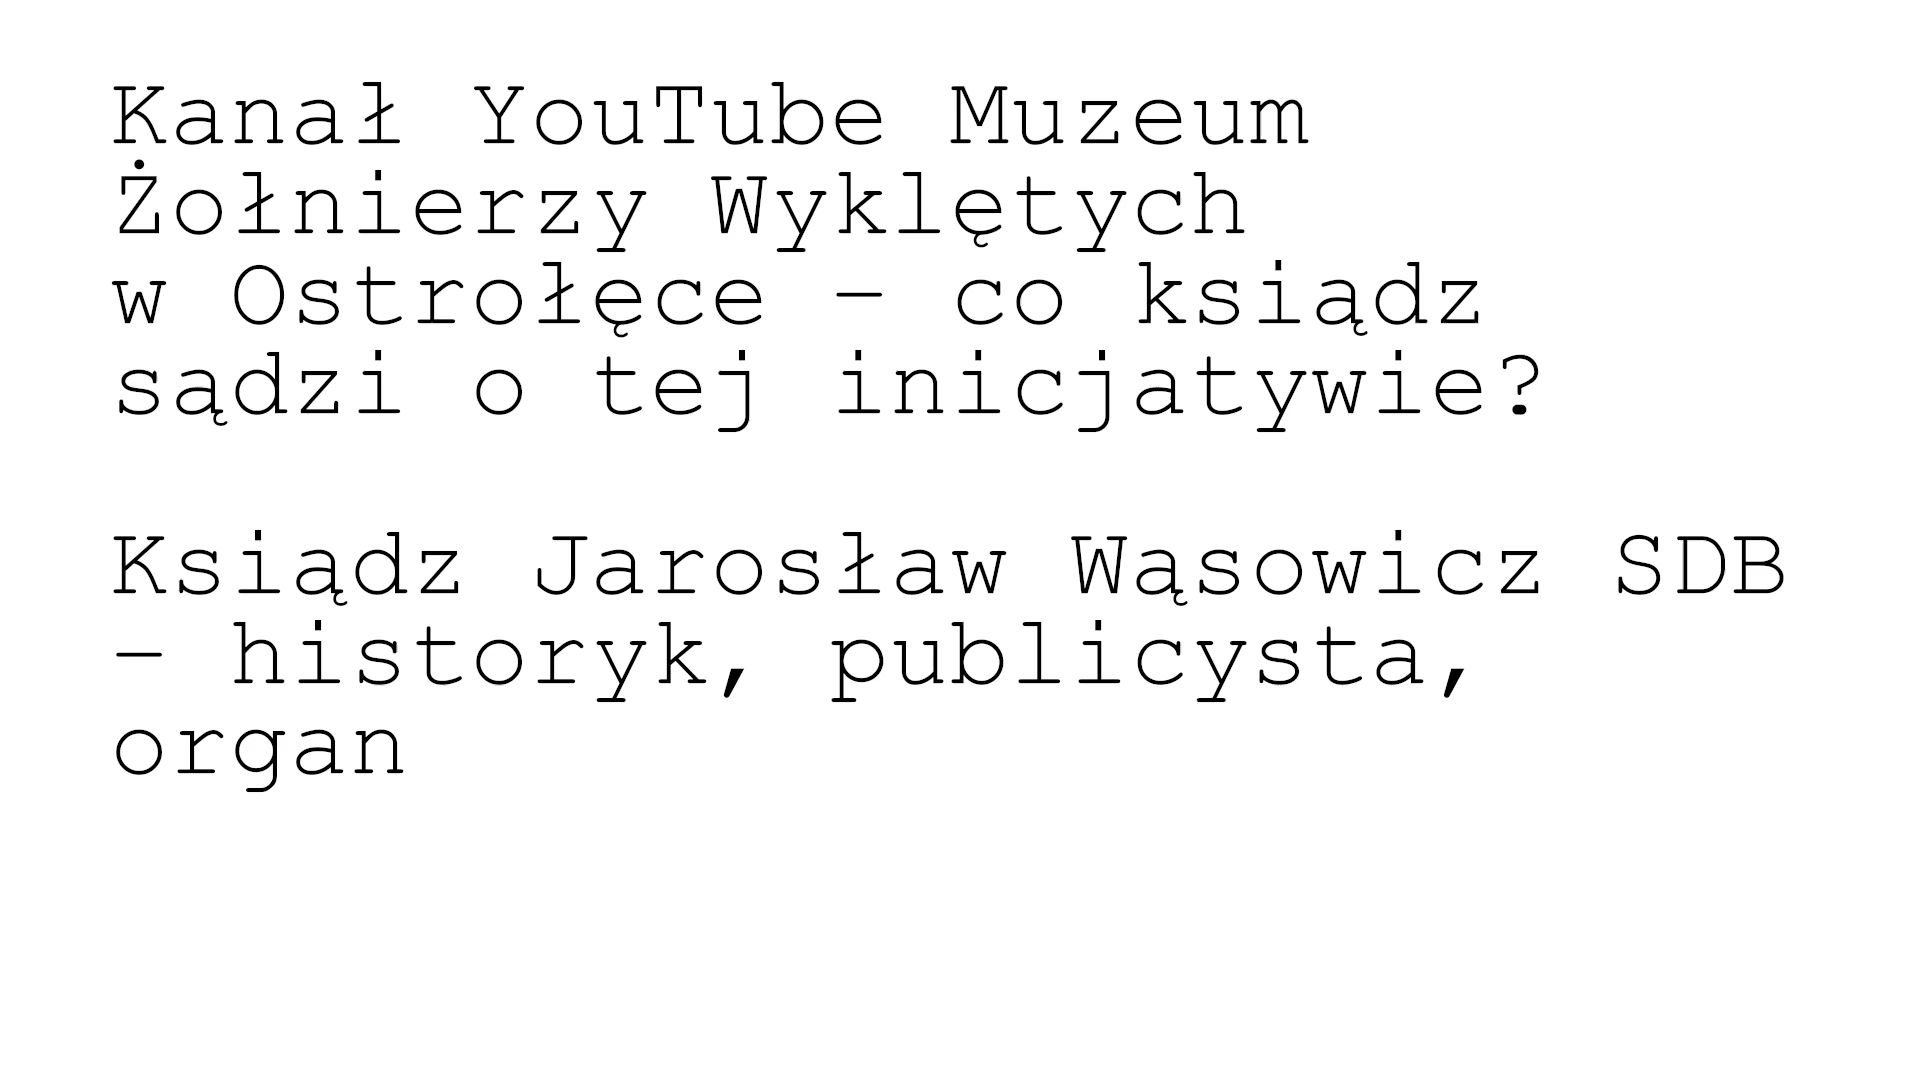 Kanał YouTube Muzeum
Żołnierzy Wyklętych
w Ostrołęce – co ksiądz
sądzi o tej inicjatywie?
Ksiądz Jarosław Wąsowicz SDB
– historyk, publicysta,
organ